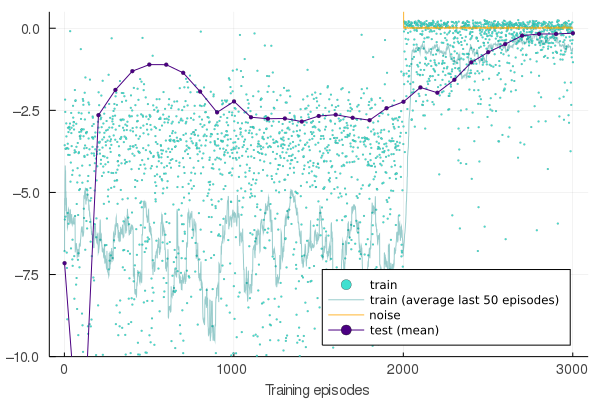 0.0
−2.5
−5.0
−7.5
−10.0
0
1000
2000
3000
Training episodes
train
train (average last 50 episodes)
noise
test (mean)